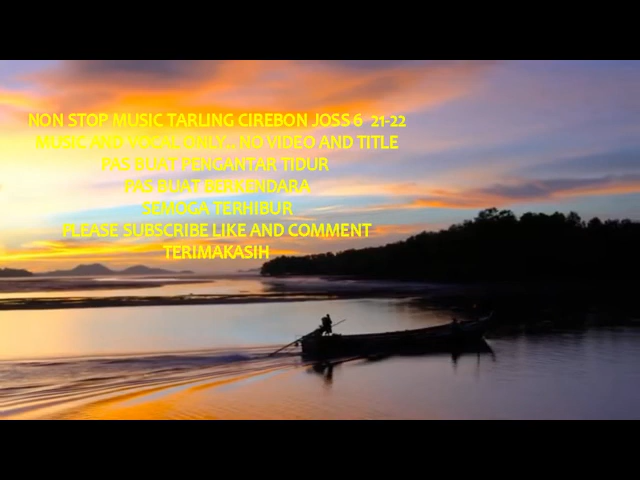 NON STOP MUSIC TARLING CIREBON JOSS 6 21-22
MUSIC AND VOCAL ONLY... NO VIDEO AND TITLE
PAS BUAT PENGANTAR TIDUR
PAS BUAT BERKENDARA
SEMOGA TERHIBUR
PLEASE SUBSCRIBE LIKE AND COMMENT
TERIMAKASIH